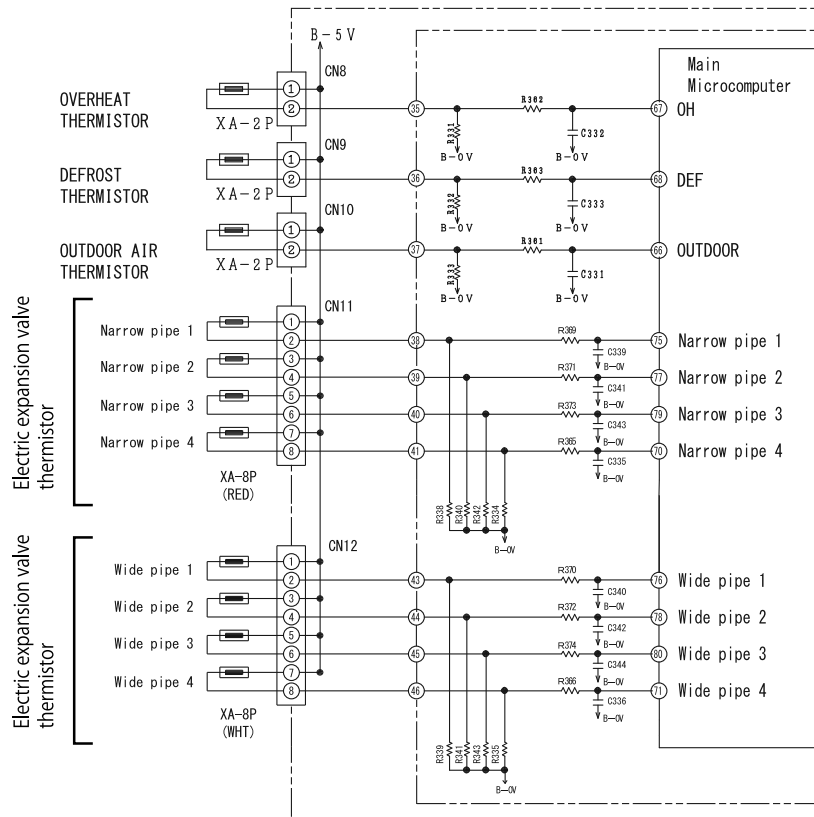 B-5V
CN8
Main
Microcomputer
OVERHEAT
THERMISTOR
1
2
XA-2P
35
R331
B-0V
R362
C332
B-0V
67
OH
CN9
DEFROST
THERMISTOR
1
2
XA-2P
36
R332
B-0V
R363
C333
B-0V
68
DEF
CN10
OUTDOOR AIR
THERMISTOR
1
2
XA-2P
37
R333
B-0V
R361
C331
B-0V
66
OUTDOOR
Electric expansion valve
thermistor
CN11
Narrow pipe 1
1
2
38
R369
C339
B-0V
75
Narrow pipe 1
Narrow pipe 2
3
4
39
R371
C341
B-0V
77
Narrow pipe 2
Narrow pipe 3
5
6
40
R373
C343
B-0V
79
Narrow pipe 3
Narrow pipe 4
7
8
41
R365
C335
B-0V
70
Narrow pipe 4
XA-8P
(RED)
R338
R340
R342
R334
B-0V
Electric expansion valve
thermistor
CN12
Wide pipe 1
1
2
43
R370
C340
B-0V
76
Wide pipe 1
Wide pipe 2
3
4
44
R372
C342
B-0V
78
Wide pipe 2
Wide pipe 3
5
6
45
R374
C344
B-0V
80
Wide pipe 3
Wide pipe 4
7
8
46
R366
C336
B-0V
71
Wide pipe 4
XA-8P
(WHT)
R339
R341
R343
R335
B-0V